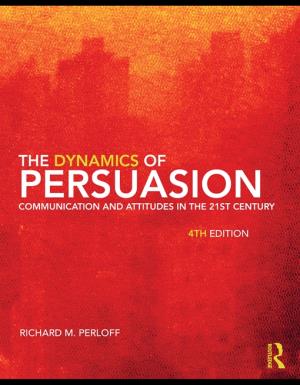 THE DYNAMICS OF
PERSUASION
COMMUNICATION AND ATTITUDES IN THE 21ST CENTURY
4TH EDITION
RICHARD M. PERLOFF
R
ROUTLEDGE